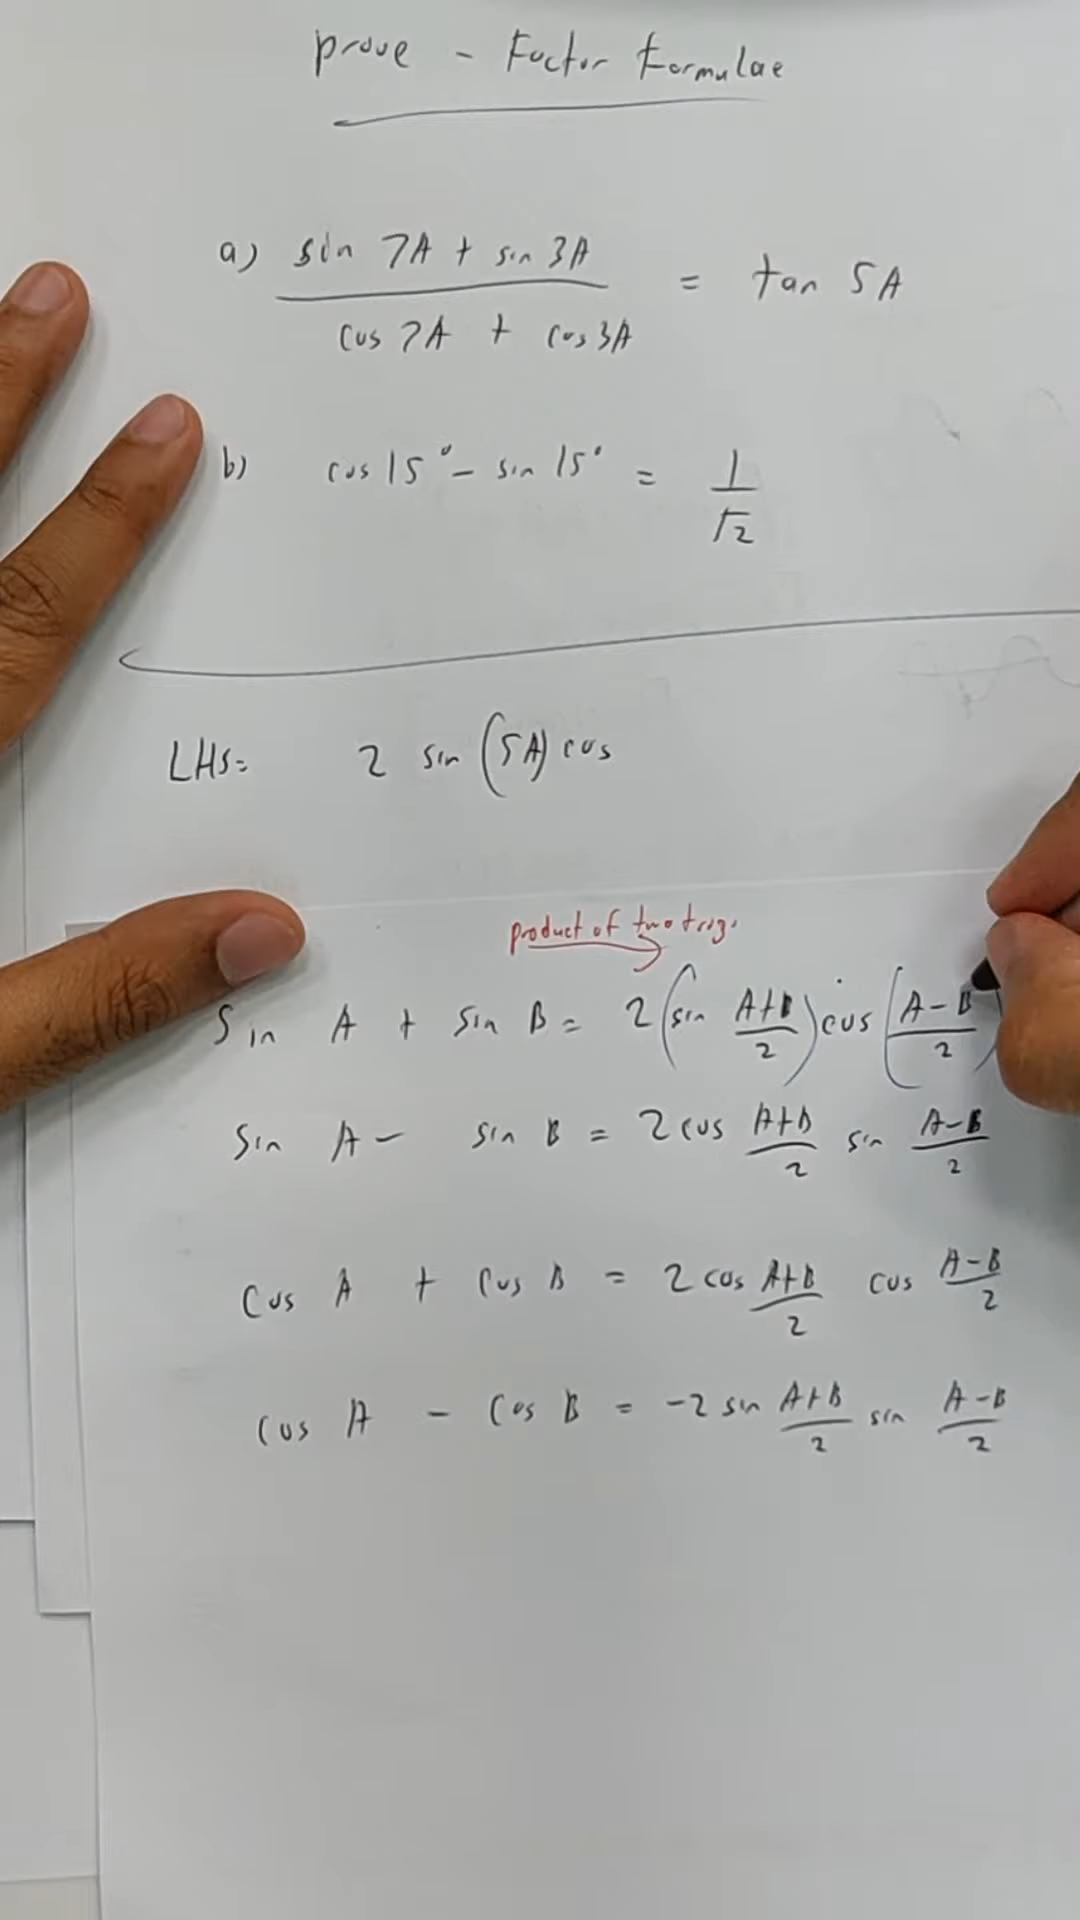 prove - Factor Formulae
a) sin 7A + sin 3A = tan 5A
cos 7A + cos 3A
b) cos 15° - sin 15° = 1
√2
LHS= 2 sin (5A) cos
product of two trig.
Sin A + sin B = 2 (sin A+B) cos (A-B)
2 2
Sin A - sin B = 2 cos A+B sin A-B
2 2
Cos A + Cos B = 2 cos A+B cos A-B
2 2
Cos A - Cos B = -2 sin A+B sin A-B
2 2